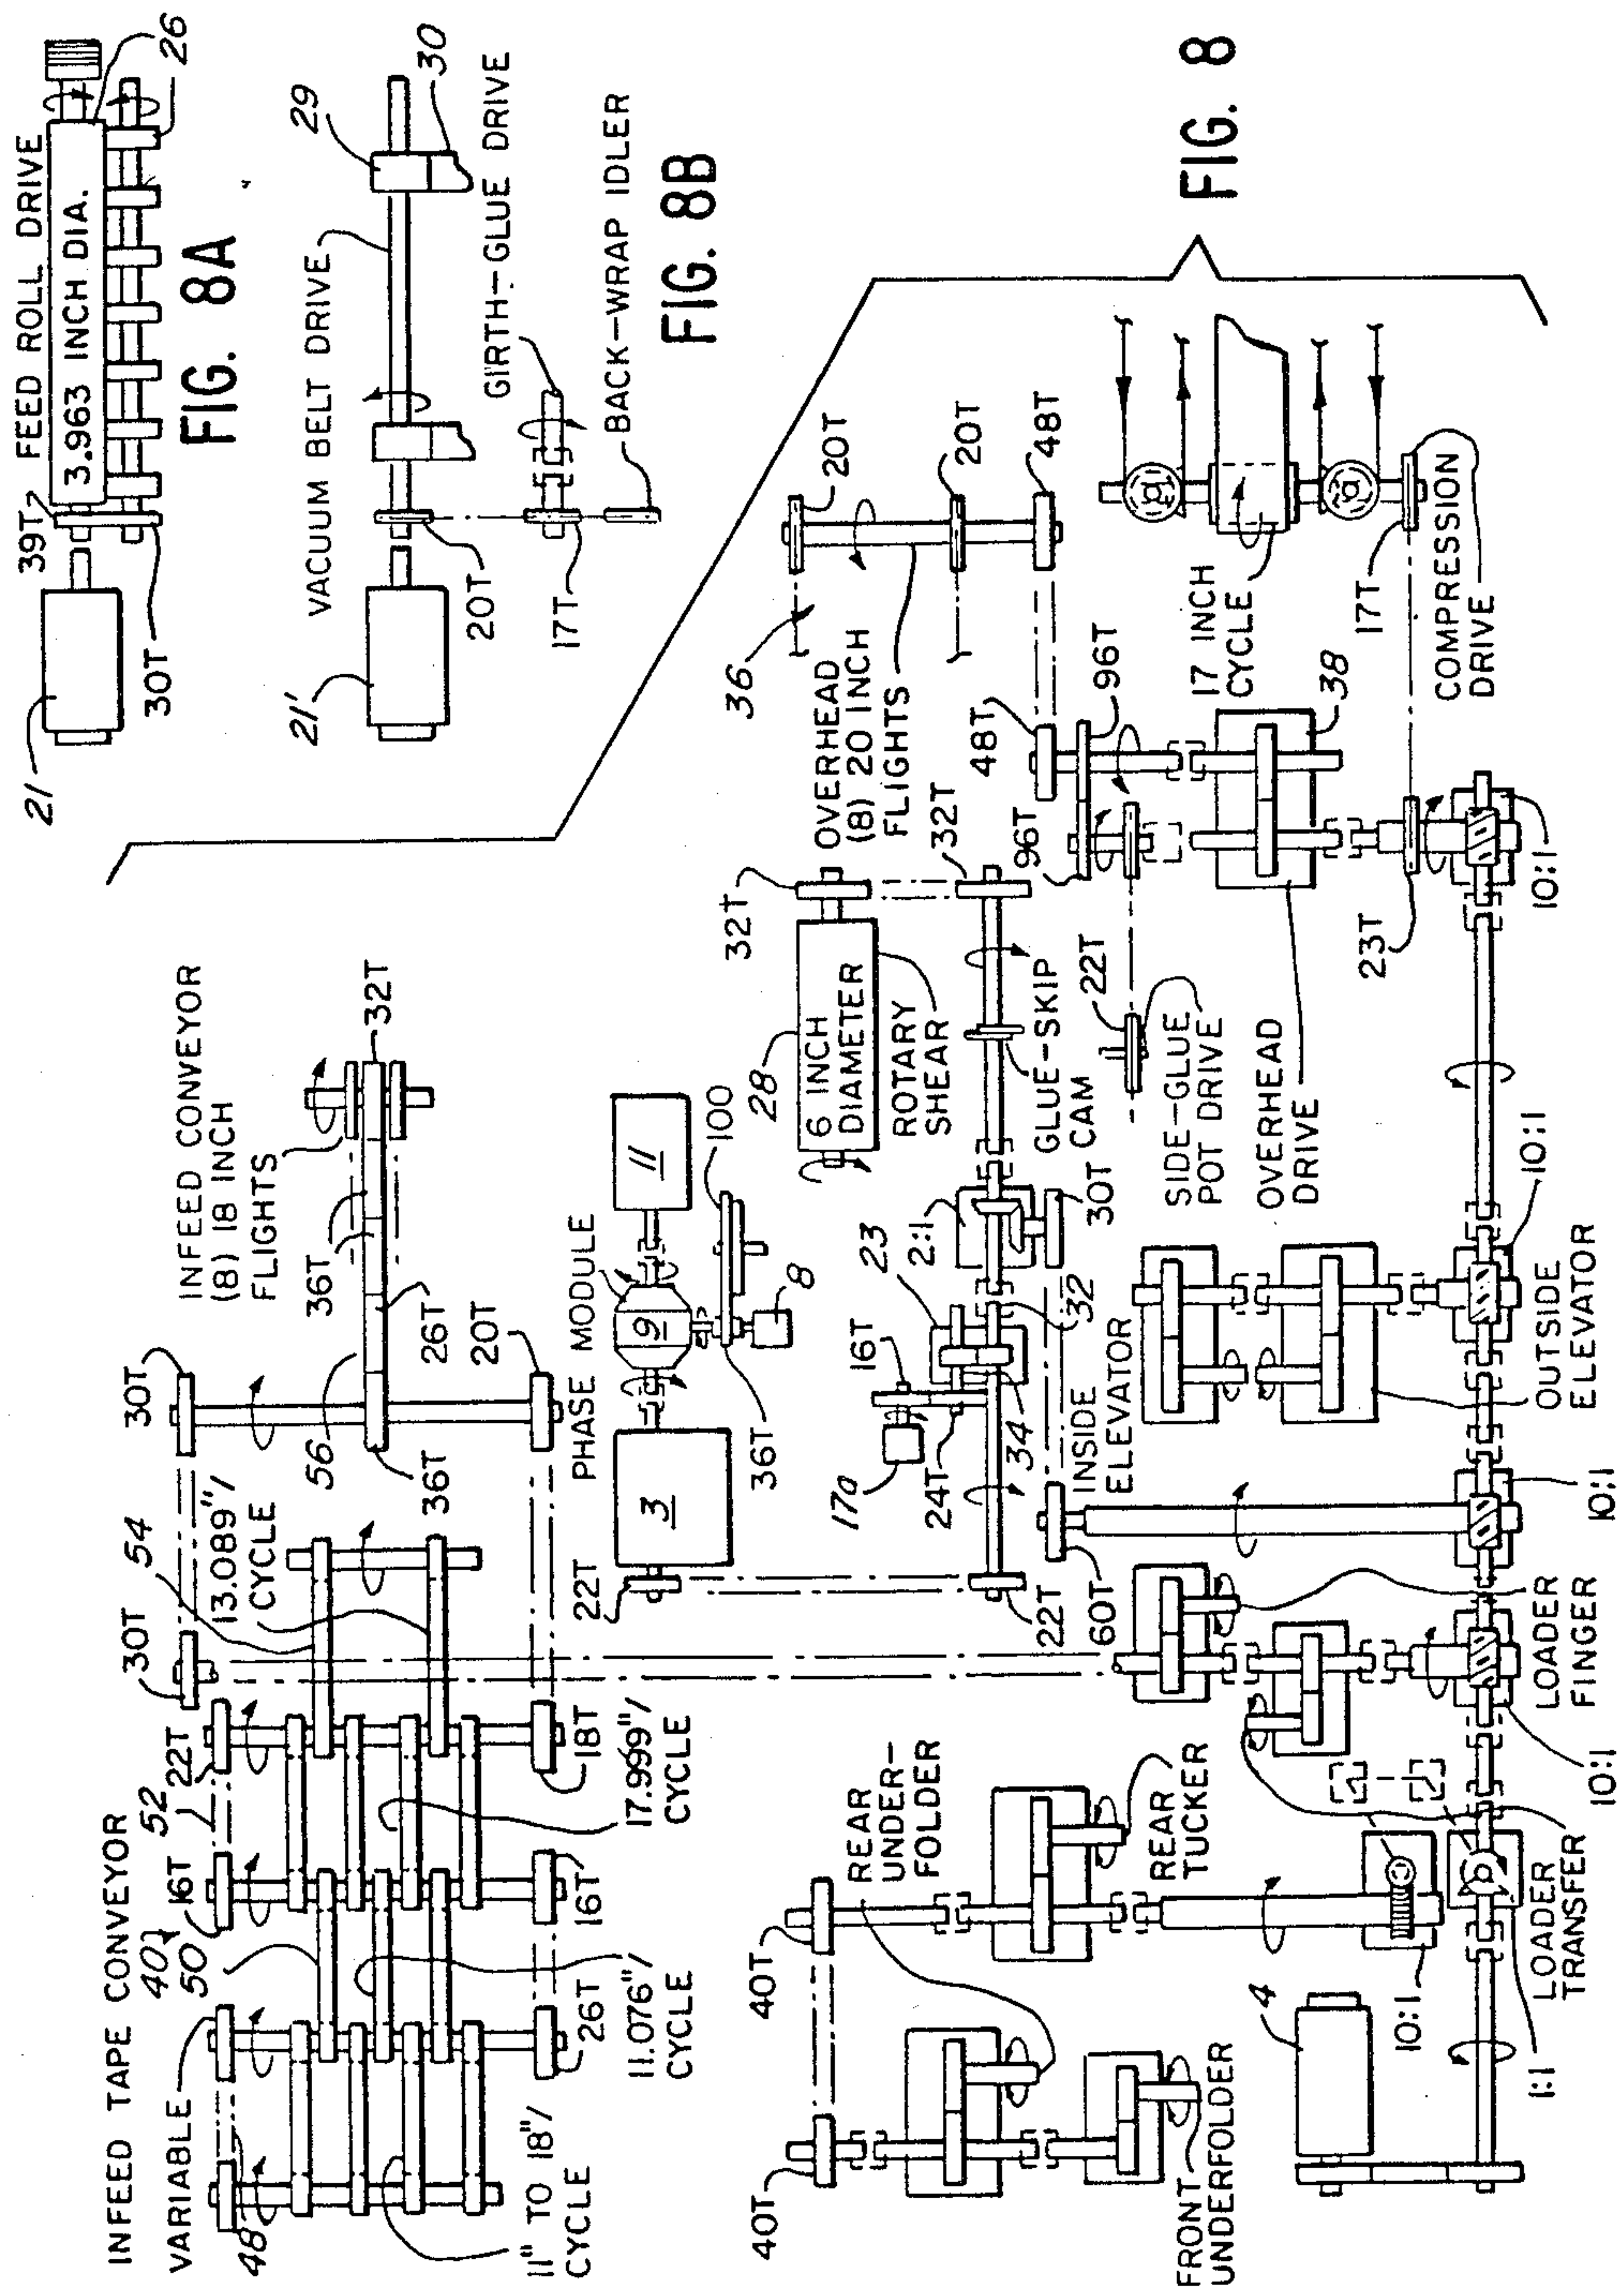 39T
FEED ROLL DRIVE
21
3.963 INCH DIA.
26
30T
FIG. 8A
VACUUM BELT DRIVE
29
30
21'
20T
GIRTH-GLUE DRIVE
17T
BACK-WRAP IDLER
FIG. 8B
FIG. 8
INFEED TAPE CONVEYOR
VARIABLE
48
40
50
16T
52
22T
30T
54
13.089"/
CYCLE
11" TO 18"/
CYCLE
26T
11.076"/
CYCLE
16T
17.999"/
CYCLE
18T
30T
56
36T
26T
20T
36T
INFEED CONVEYOR
(8) 18 INCH
FLIGHTS
32T
PHASE MODULE
3
9
11
100
36T
8
22T
22T
17a
16T
24T
34
23
32
2:1
30T
60T
INSIDE
ELEVATOR
28
6 INCH
DIAMETER
ROTARY
SHEAR
32T
32T
GLUE-SKIP
CAM
36
OVERHEAD
(8) 20 INCH
FLIGHTS
20T
20T
48T
48T
96T
96T
22T
SIDE-GLUE
POT DRIVE
OVERHEAD
DRIVE
38
17 INCH
CYCLE
17T
COMPRESSION
DRIVE
23T
10:1
OUTSIDE
ELEVATOR
10:1
10:1
LOADER
FINGER
10:1
LOADER
TRANSFER
1:1
10:1
4
40T
40T
REAR
UNDER-
FOLDER
REAR
TUCKER
FRONT
UNDERFOLDER